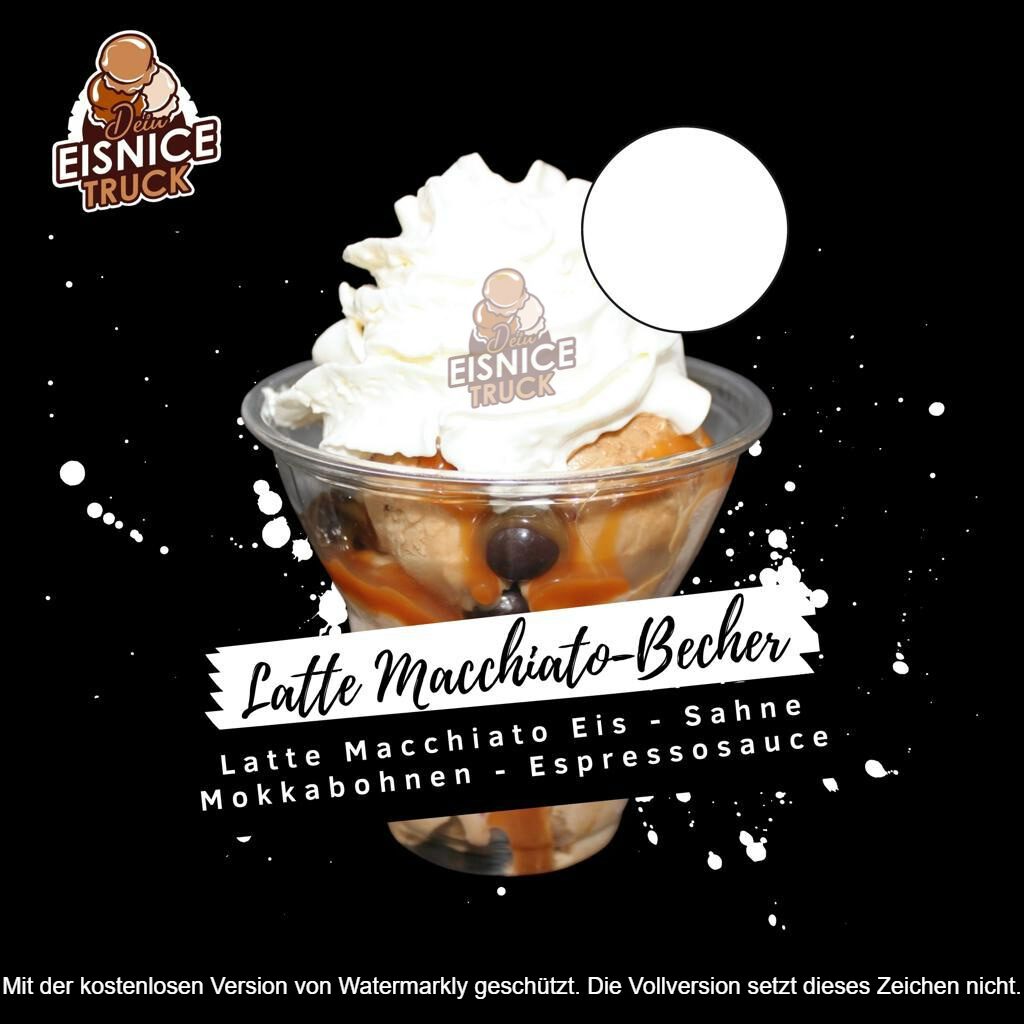 Dein
EISNICE
TRUCK
Dein
EISNICE
TRUCK
Latte Macchiato-Becher
Latte Macchiato Eis - Sahne
Mokkabohnen - Espressosauce
Mit der kostenlosen Version von Watermarkly geschützt. Die Vollversion setzt dieses Zeichen nicht.